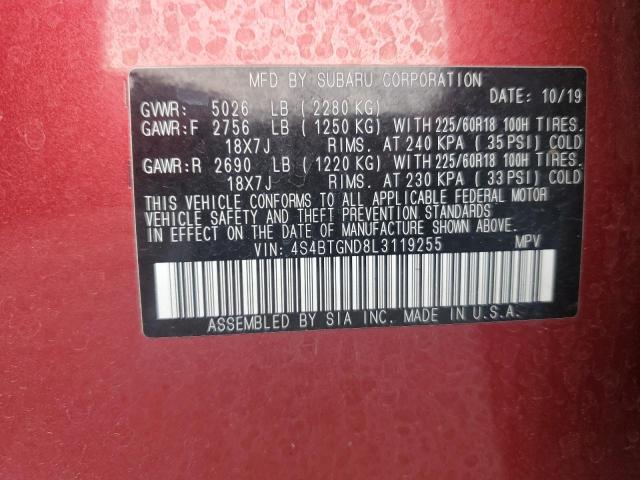 MFD BY SUBARU CORPORATION
DATE: 10/19
GVWR: 5026 LB (2280 KG)
GAWR:F 2756 LB (1250 KG) WITH 225/60R18 100H TIRES.
18X7J RIMS. AT 240 KPA (35 PSI) COLD
GAWR:R 2690 LB (1220 KG) WITH 225/60R18 100H TIRES.
18X7J RIMS. AT 230 KPA (33 PSI) COLD
THIS VEHICLE CONFORMS TO ALL APPLICABLE FEDERAL MOTOR
VEHICLE SAFETY AND THEFT PREVENTION STANDARDS
IN EFFECT ON THE DATE OF MANUFACTURE SHOWN ABOVE.
VIN: 4S4BTGND8L3119255 MPV
ASSEMBLED BY SIA INC. MADE IN U.S.A.